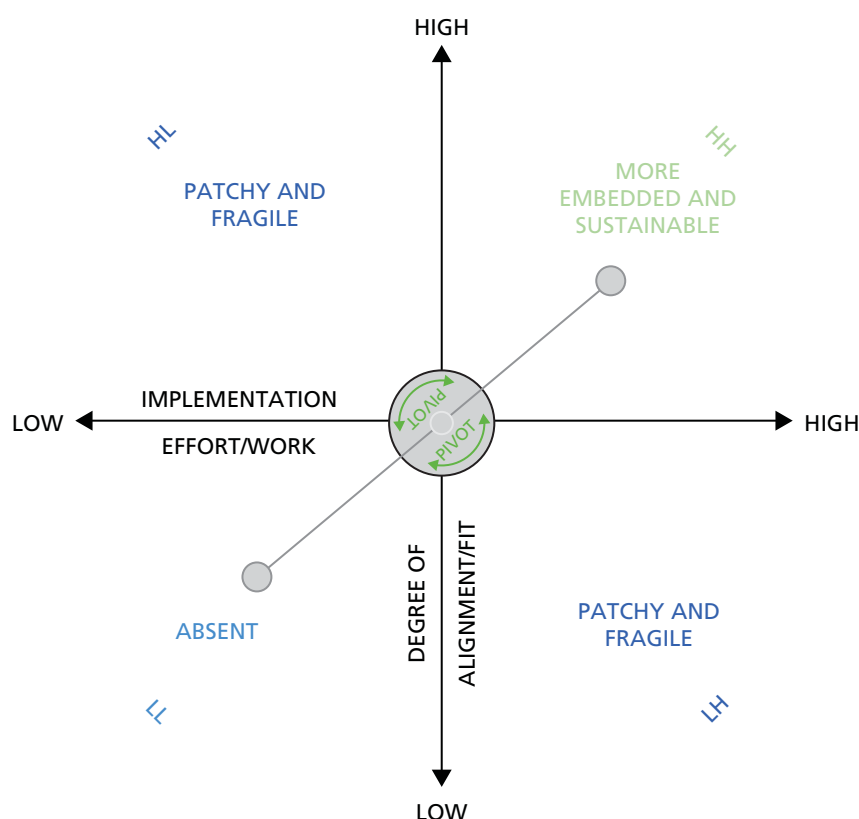 HIGH
HL
HH
PATCHY AND
FRAGILE
MORE
EMBEDDED AND
SUSTAINABLE
IMPLEMENTATION
EFFORT/WORK
LOW
HIGH
PIVOT
PIVOT
DEGREE OF
ALIGNMENT/FIT
ABSENT
PATCHY AND
FRAGILE
LL
LH
LOW